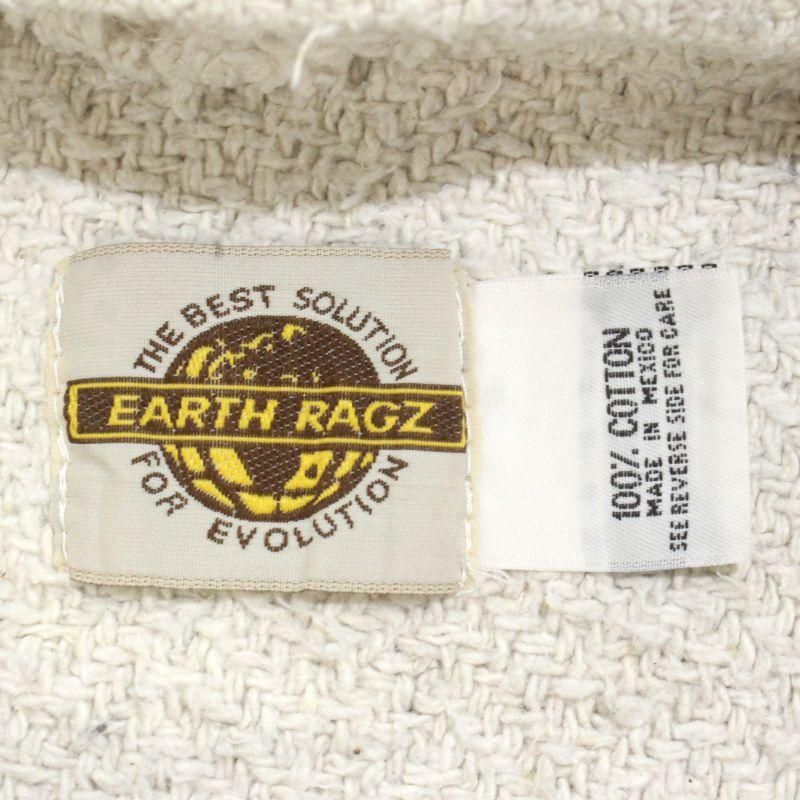 THE BEST SOLUTION
EARTH RAGZ
FOR EVOLUTION
100% COTTON
MADE IN MEXICO
SEE REVERSE SIDE FOR CARE